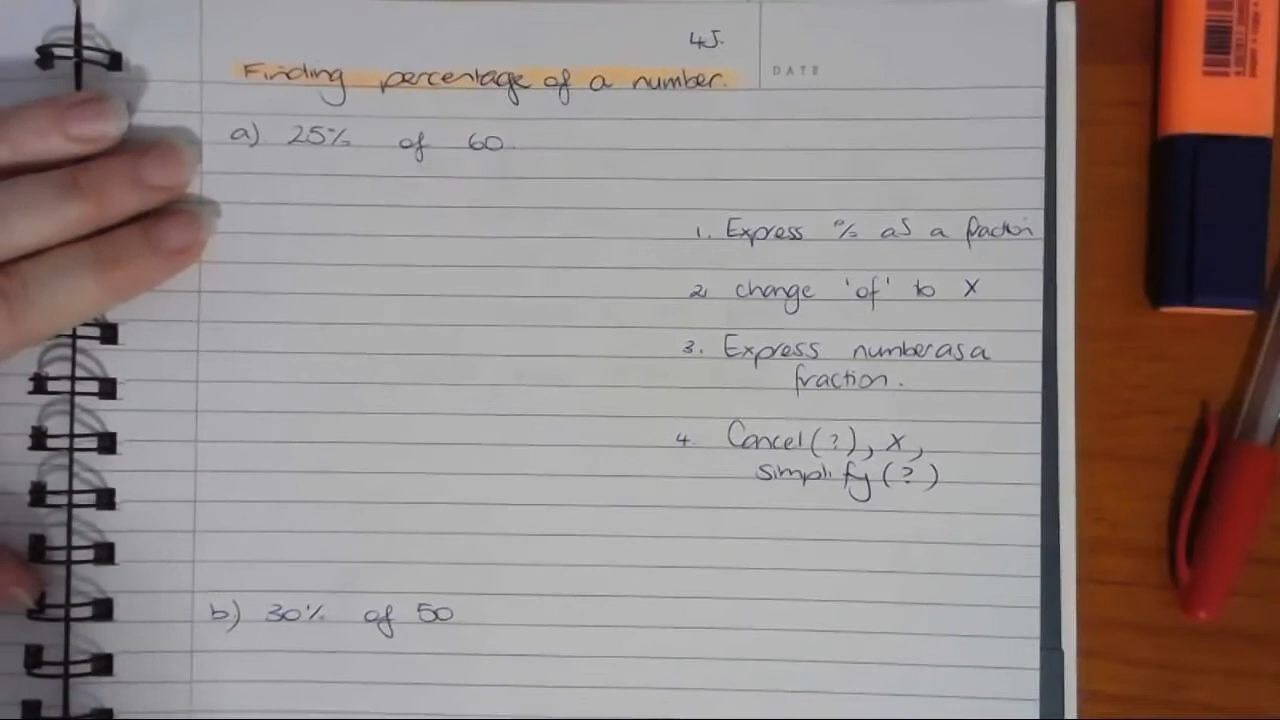 45.
Finding percentage of a number.
DATE
a) 25% of 60
1. Express % as a fraction
2. change 'of' to x
3. Express number as a
fraction.
4. Cancel(?), x,
simplify(?)
b) 30% of 50